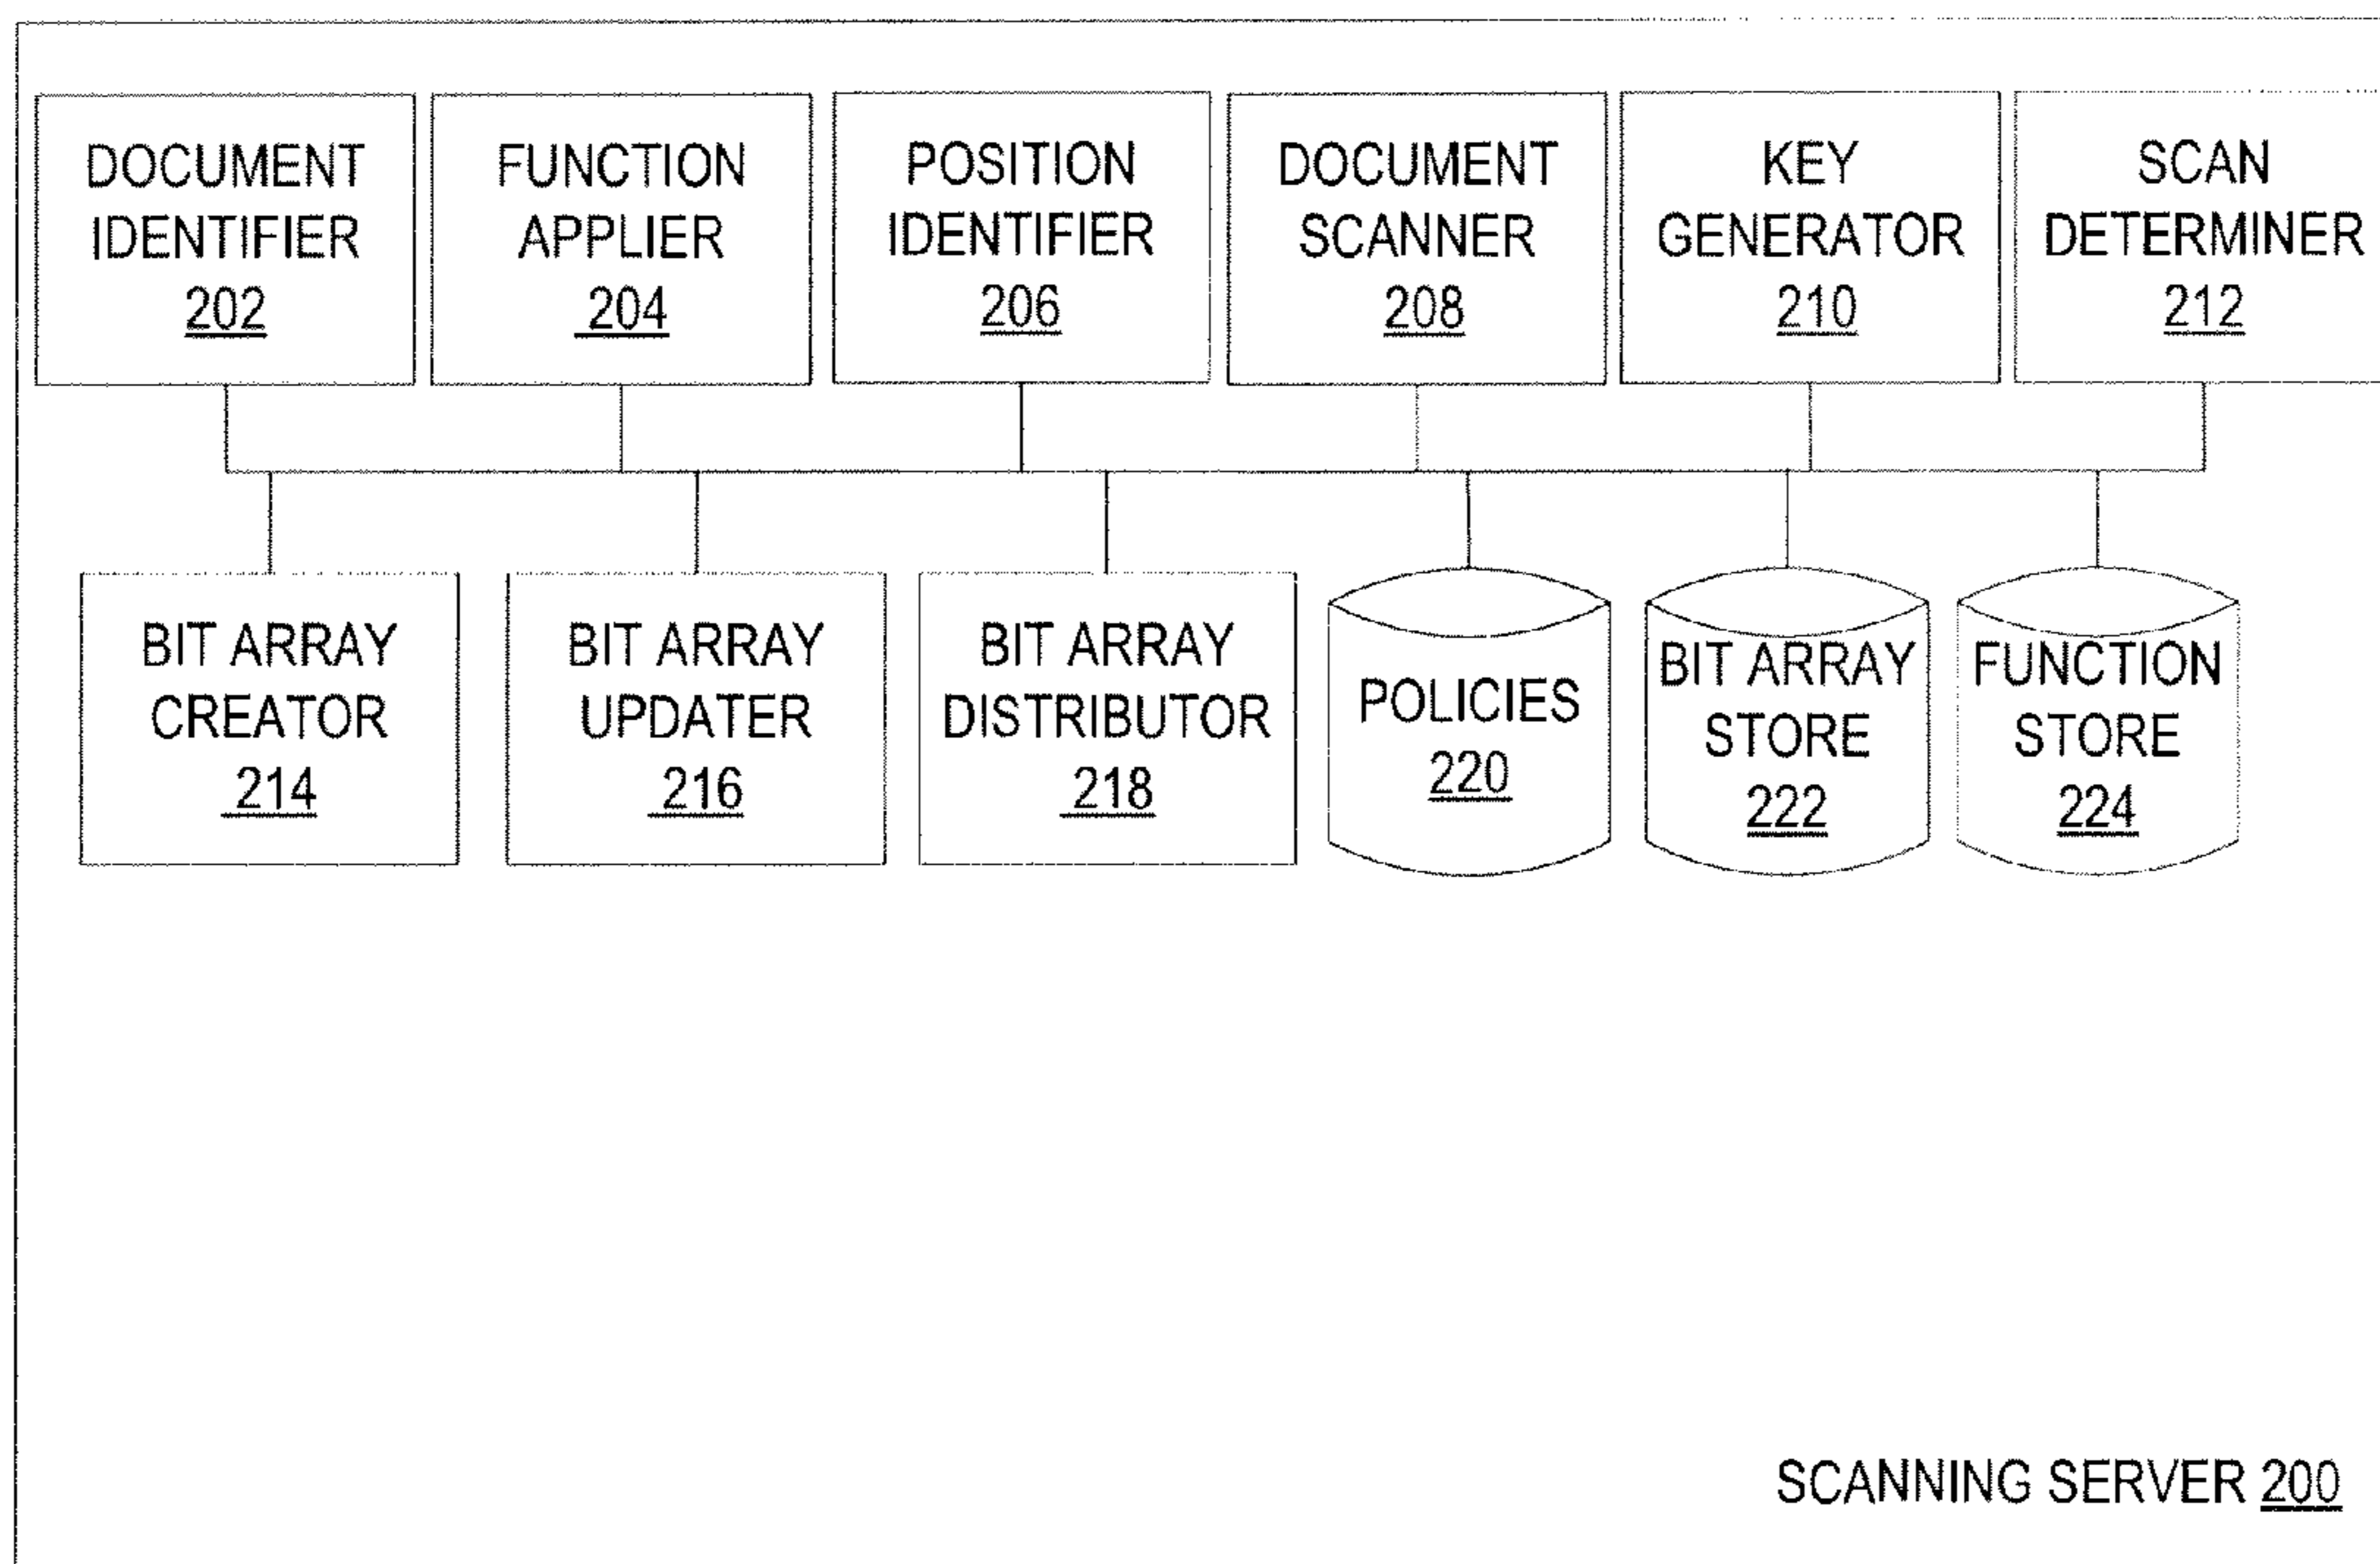 DOCUMENT
IDENTIFIER
202
FUNCTION
APPLIER
204
POSITION
IDENTIFIER
206
DOCUMENT
SCANNER
208
KEY
GENERATOR
210
SCAN
DETERMINER
212
BIT ARRAY
CREATOR
214
BIT ARRAY
UPDATER
216
BIT ARRAY
DISTRIBUTOR
218
POLICIES
220
BIT ARRAY
STORE
222
FUNCTION
STORE
224
SCANNING SERVER 200